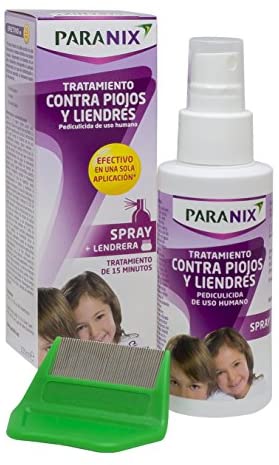 PARANIX
TRATAMIENTO
CONTRA PIOJOS
Y LIENDRES
Pediculicida de uso humano
EFECTIVO
EN UNA SOLA
APLICACIÓN*
SPRAY
+ LENDRERA
TRATAMIENTO
DE 15 MINUTOS
PARANIX
TRATAMIENTO
CONTRA PIOJOS
Y LIENDRES
PEDICULICIDA
DE USO HUMANO
SPRAY